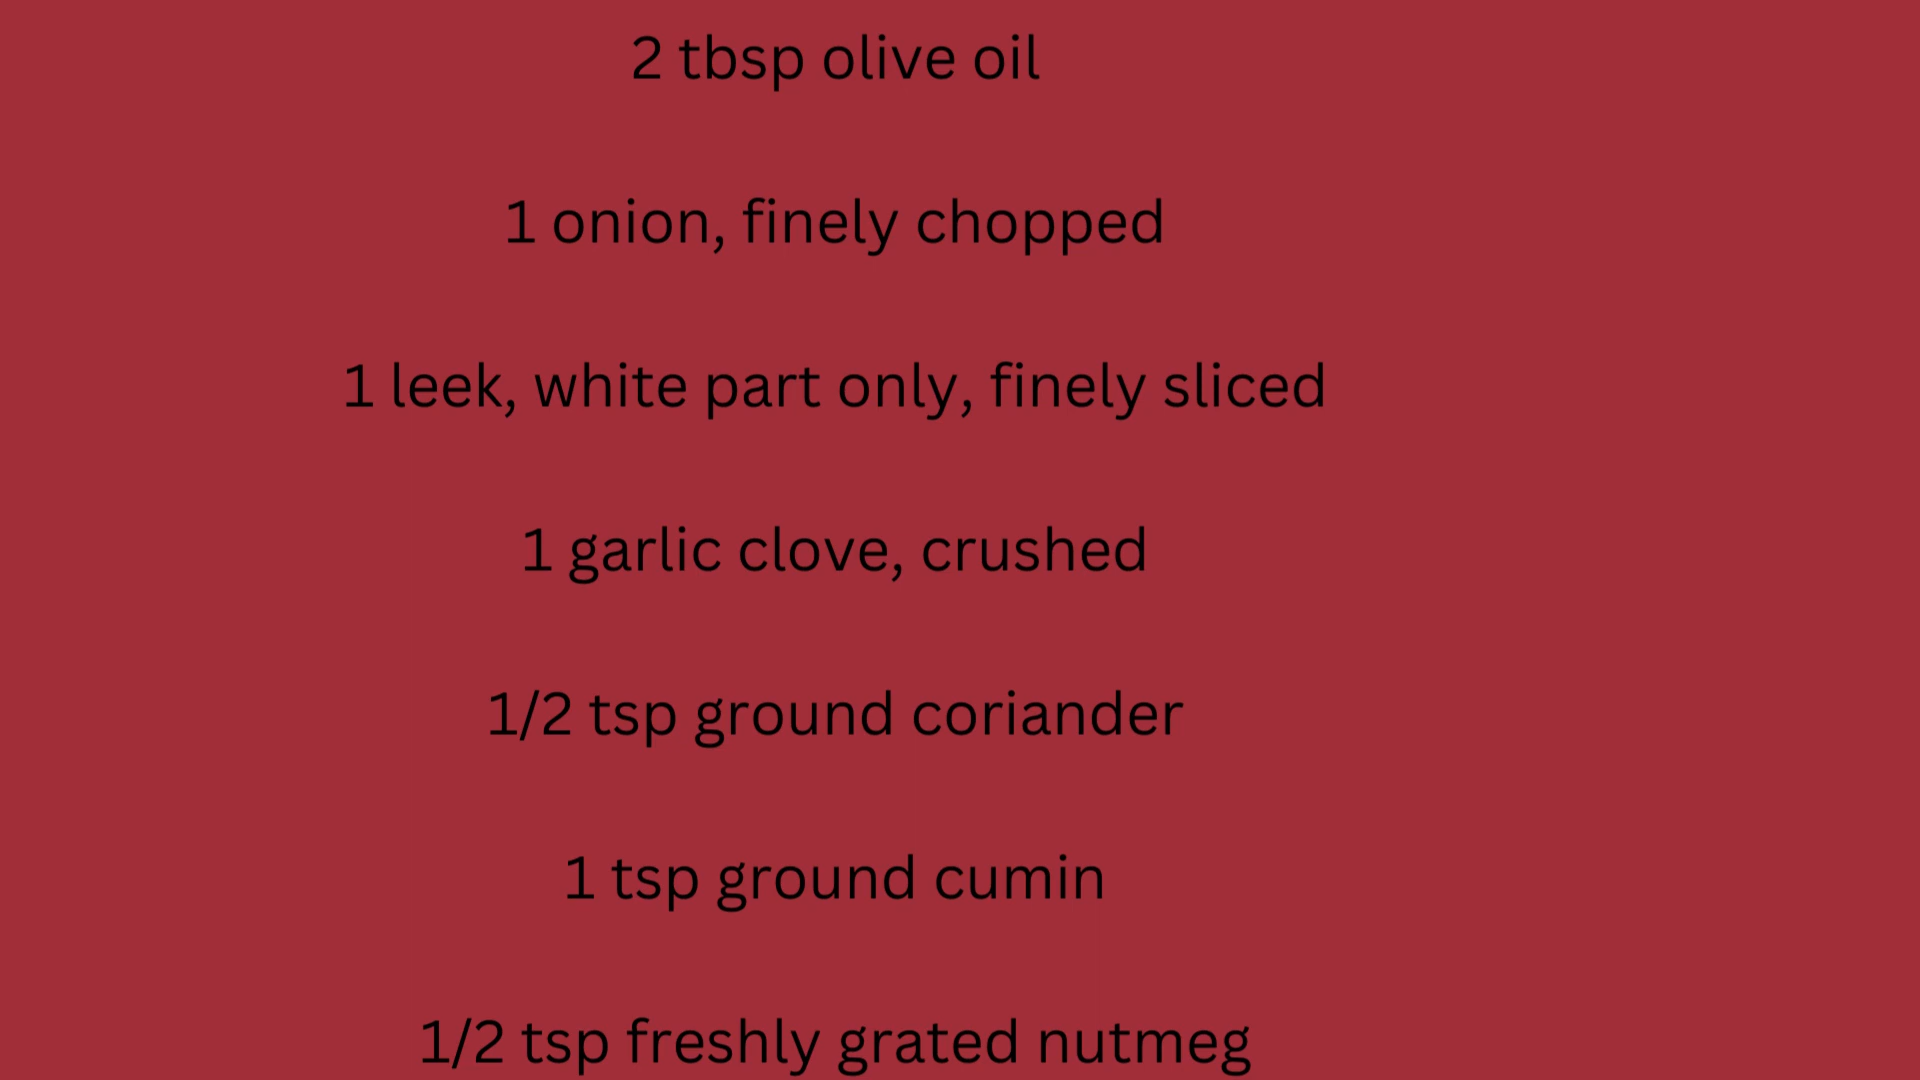 2 tbsp olive oil
1 onion, finely chopped
1 leek, white part only, finely sliced
1 garlic clove, crushed
1/2 tsp ground coriander
1 tsp ground cumin
1/2 tsp freshly grated nutmeg